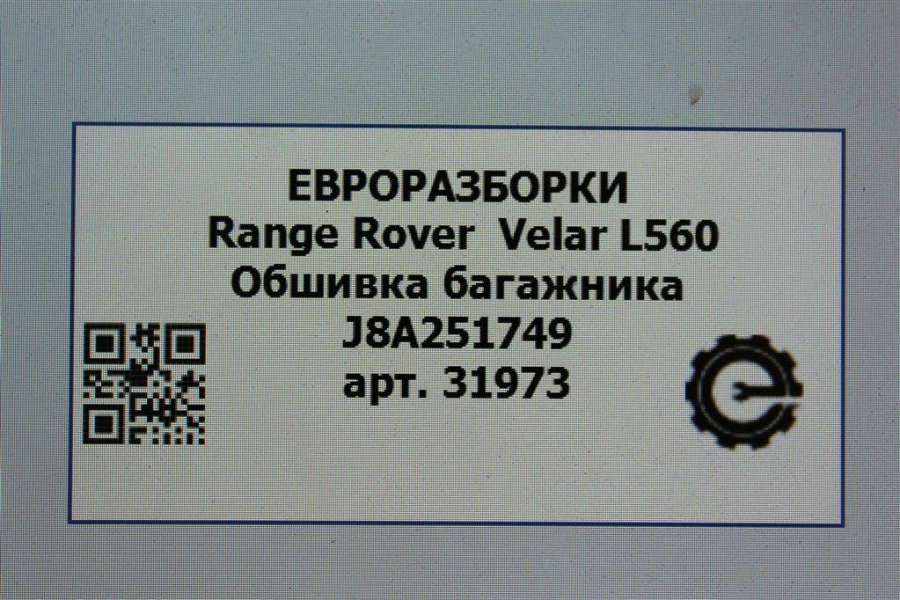 ЕВРОРАЗБОРКИ
Range Rover Velar L560
Обшивка багажника
J8A251749
арт. 31973